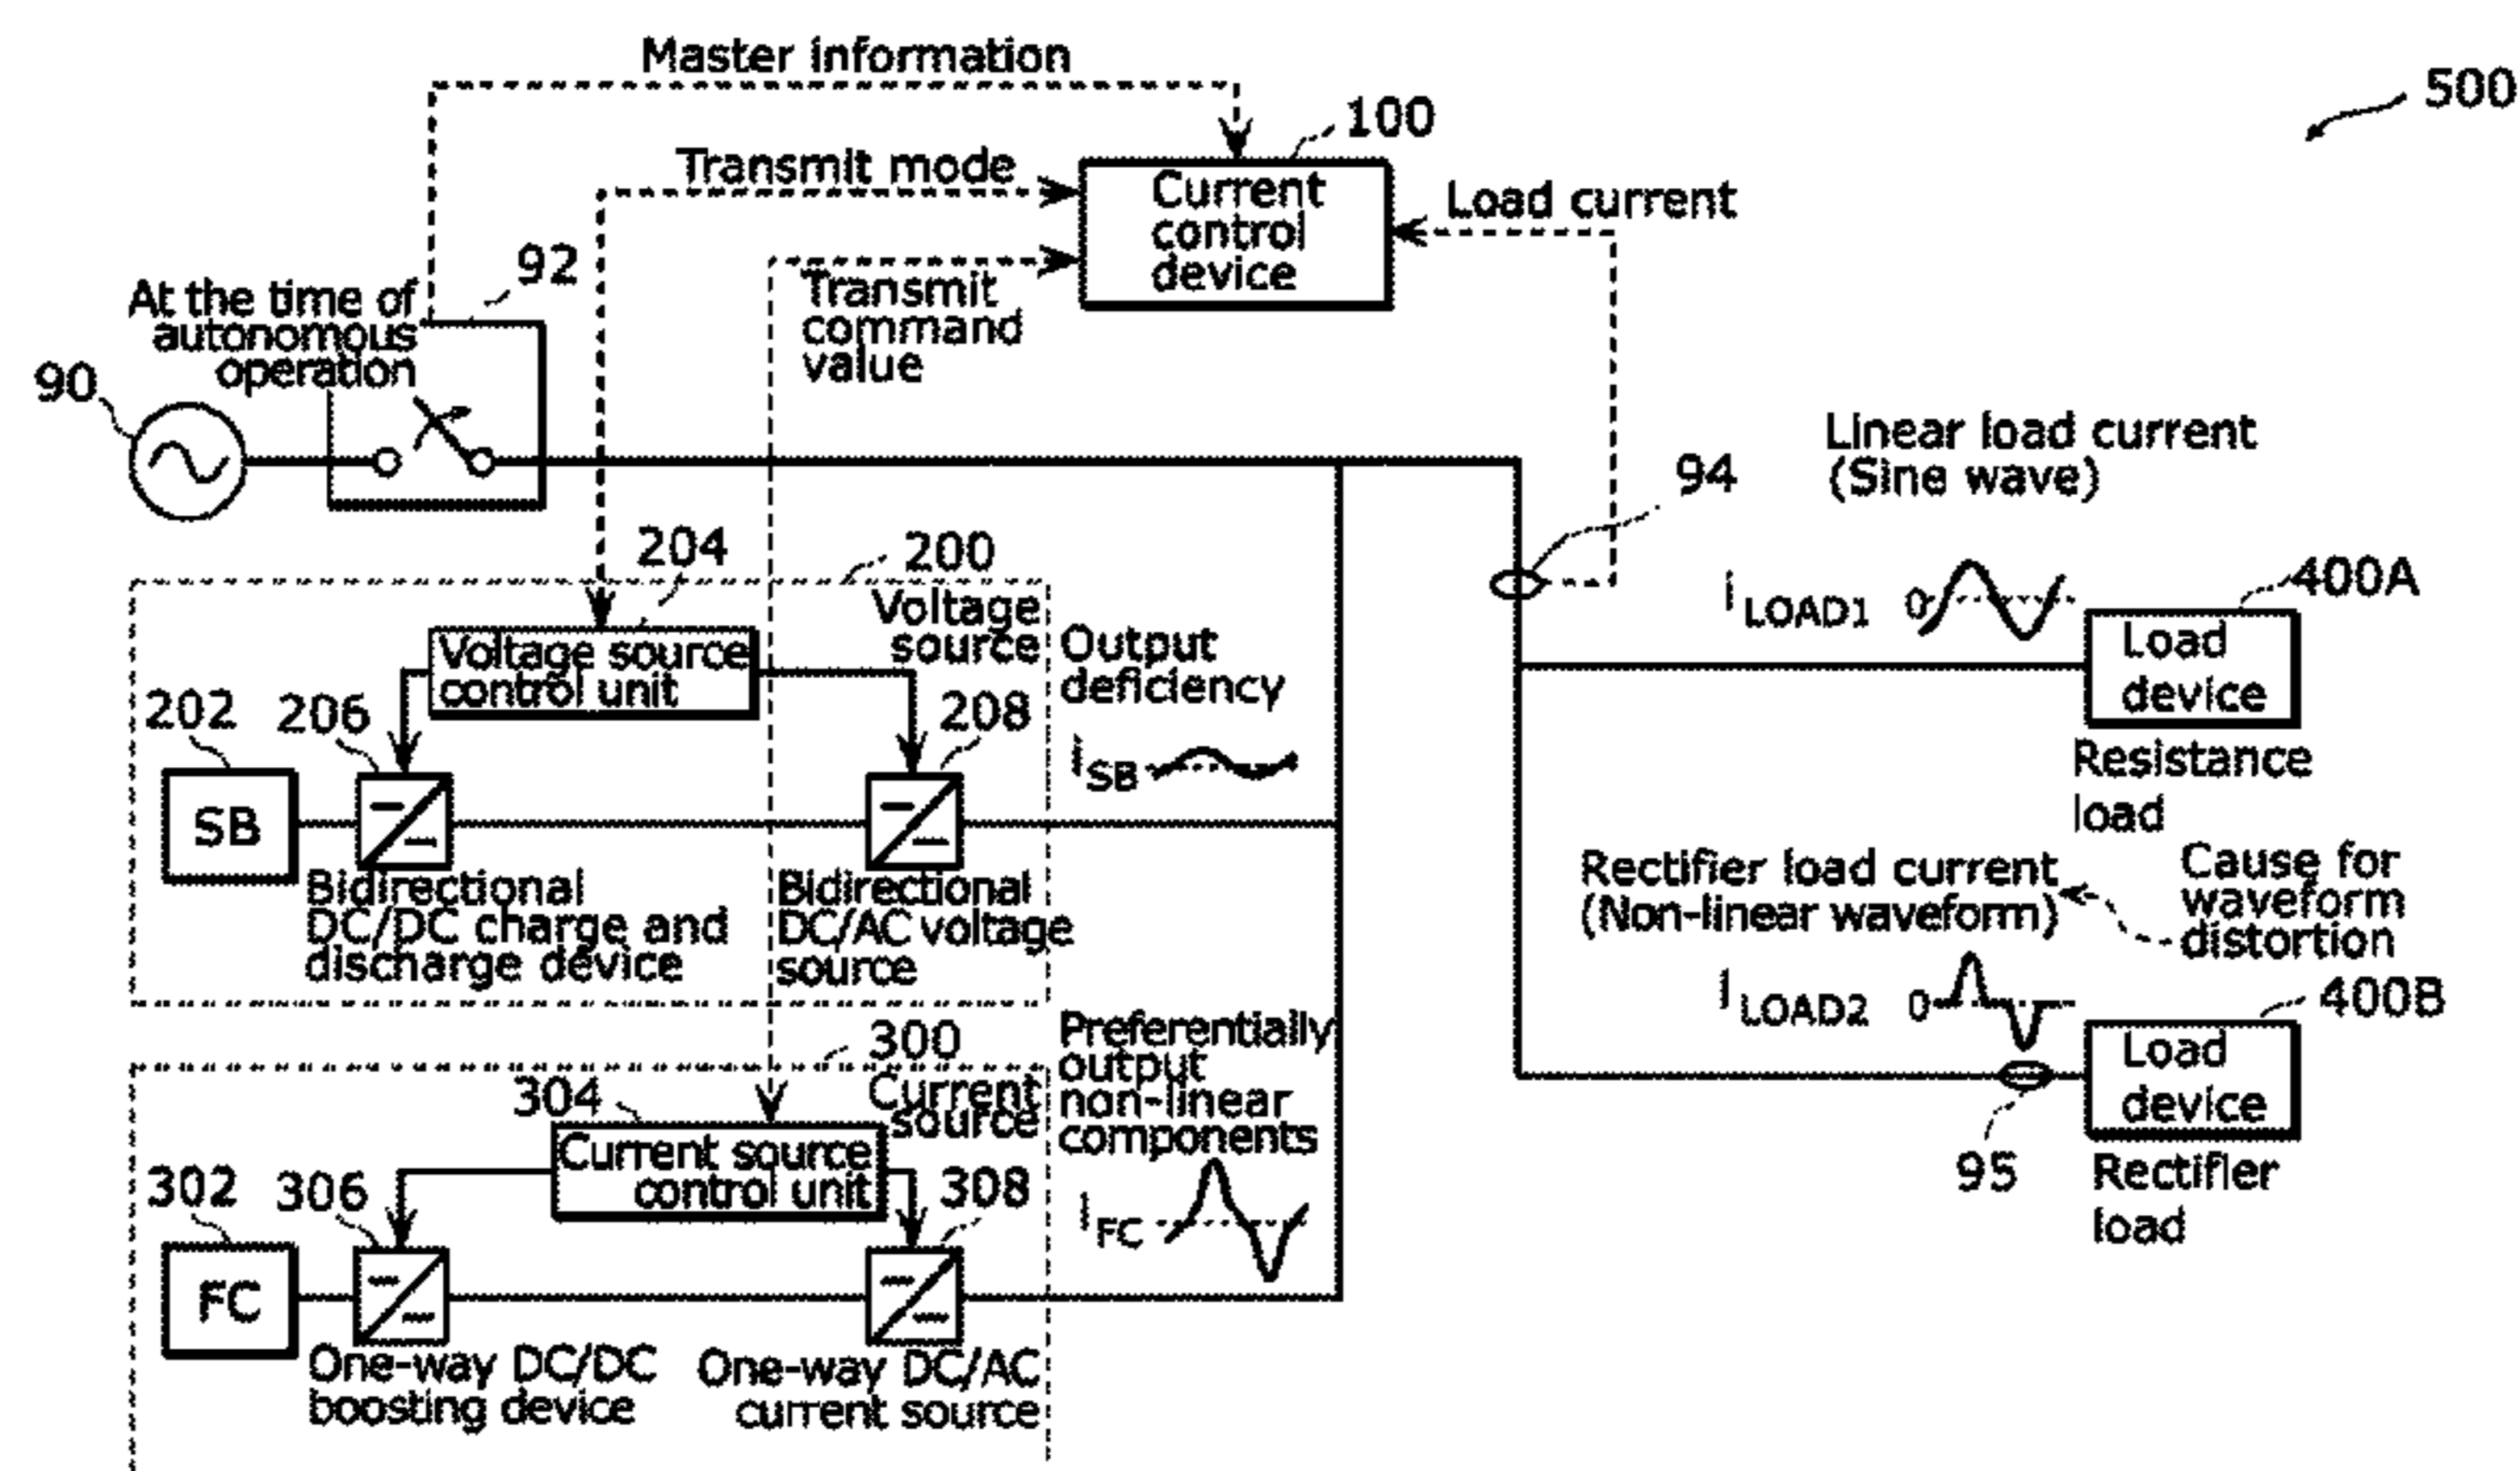 Master information
500
100
Transmit mode
Current
control
device
Load current
92
At the time of
autonomous
operation
Transmit
command
value
90
Linear load current
(Sine wave)
94
204
200
Voltage
source
I LOAD1
0
400A
Load
device
Resistance
load
Voltage source
control unit
Output
deficiency
202
206
208
I SB
SB
Bidirectional
DC/DC charge and
discharge device
Bidirectional
DC/AC voltage
source
Rectifier load current
(Non-linear waveform)
Cause for
waveform
distortion
I LOAD2
0
400B
Load
device
95
Rectifier
load
300
Current
source
304
Preferentially
output
non-linear
components
Current source
control unit
302
306
308
I FC
FC
One-way DC/DC
boosting device
One-way DC/AC
current source